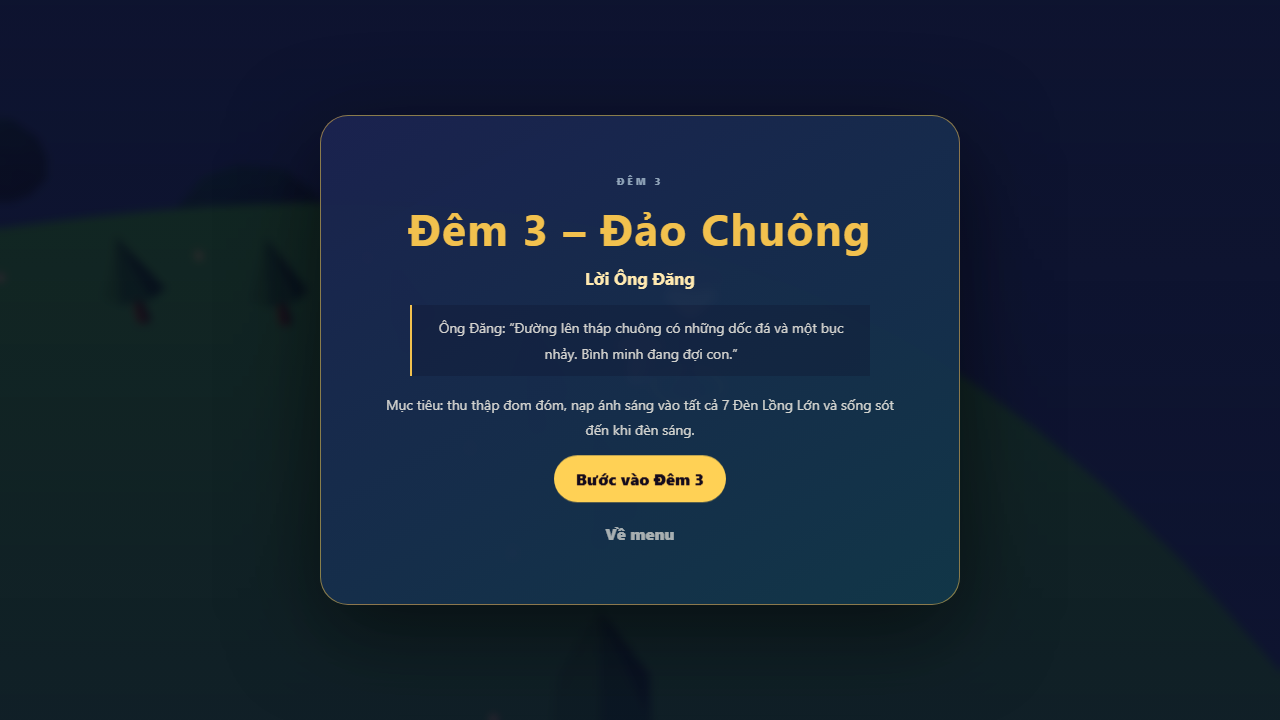 ĐÊM 3
Đêm 3 – Đảo Chuông
Lời Ông Đăng
Ông Đăng: “Đường lên tháp chuông có những dốc đá và một bục
nhảy. Bình minh đang đợi con.”
Mục tiêu: thu thập đom đóm, nạp ánh sáng vào tất cả 7 Đèn Lồng Lớn và sống sót
đến khi đèn sáng.
Bước vào Đêm 3
Về menu